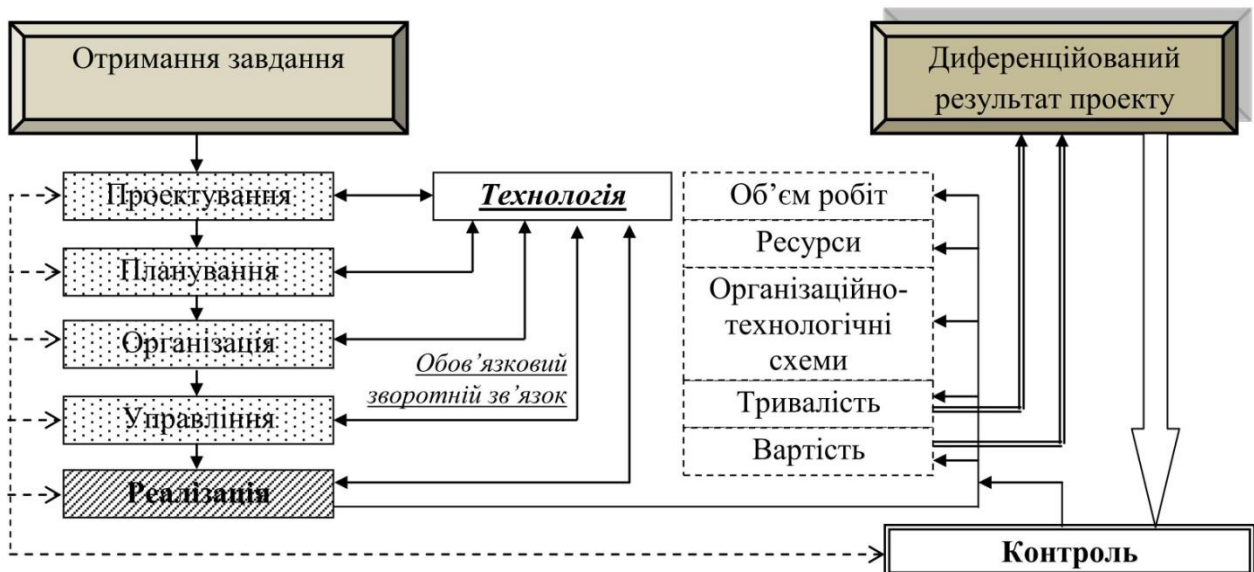 Отримання завдання
Диференційований
результат проекту
Проектування
Технологія
Об’єм робіт
Ресурси
Планування
Організаційно-
технологічні
схеми
Організація
Обов’язковий
зворотній зв’язок
Управління
Тривалість
Вартість
Реалізація
Контроль